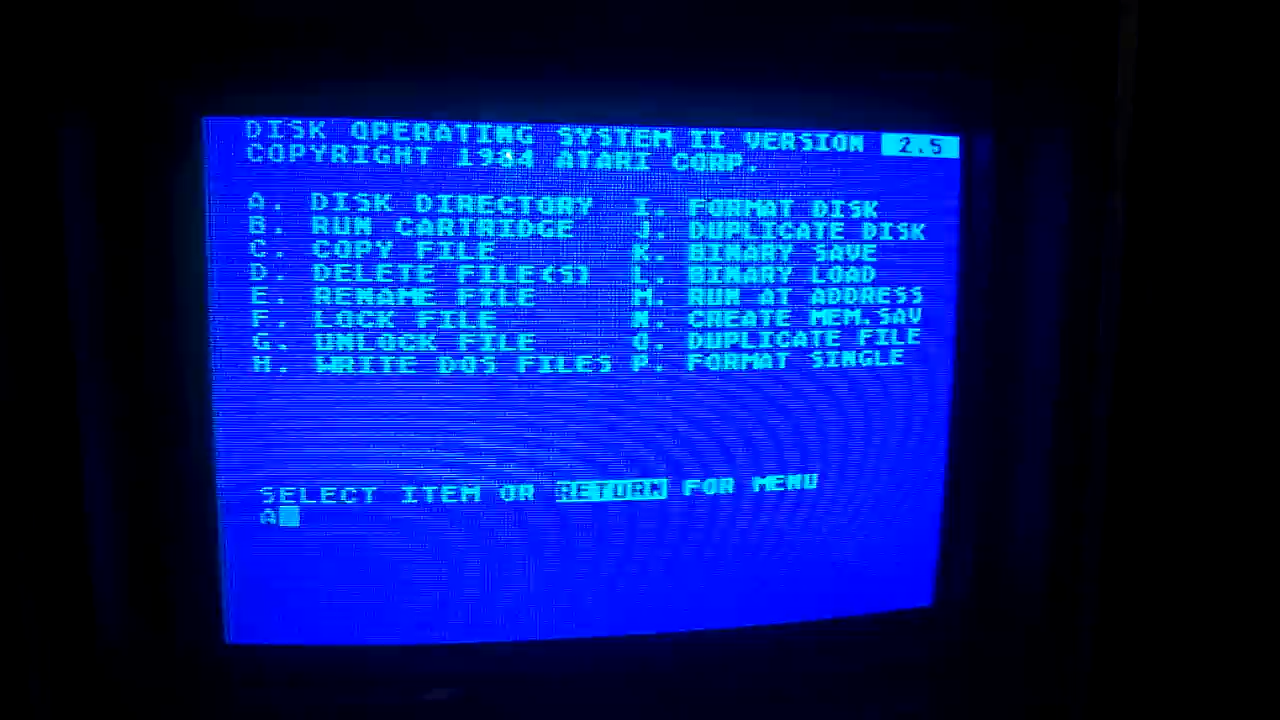 DISK OPERATING SYSTEM II VERSION 2.5
COPYRIGHT 1984 ATARI CORP.
A. DISK DIRECTORY I. FORMAT DISK
B. RUN CARTRIDGE J. DUPLICATE DISK
C. COPY FILE K. BINARY SAVE
D. DELETE FILE(S) L. BINARY LOAD
E. RENAME FILE M. RUN AT ADDRESS
F. LOCK FILE N. CREATE MEM.SAV
G. UNLOCK FILE O. DUPLICATE FILE
H. WRITE DOS FILES P. FORMAT SINGLE
SELECT ITEM OR RETURN FOR MENU
A